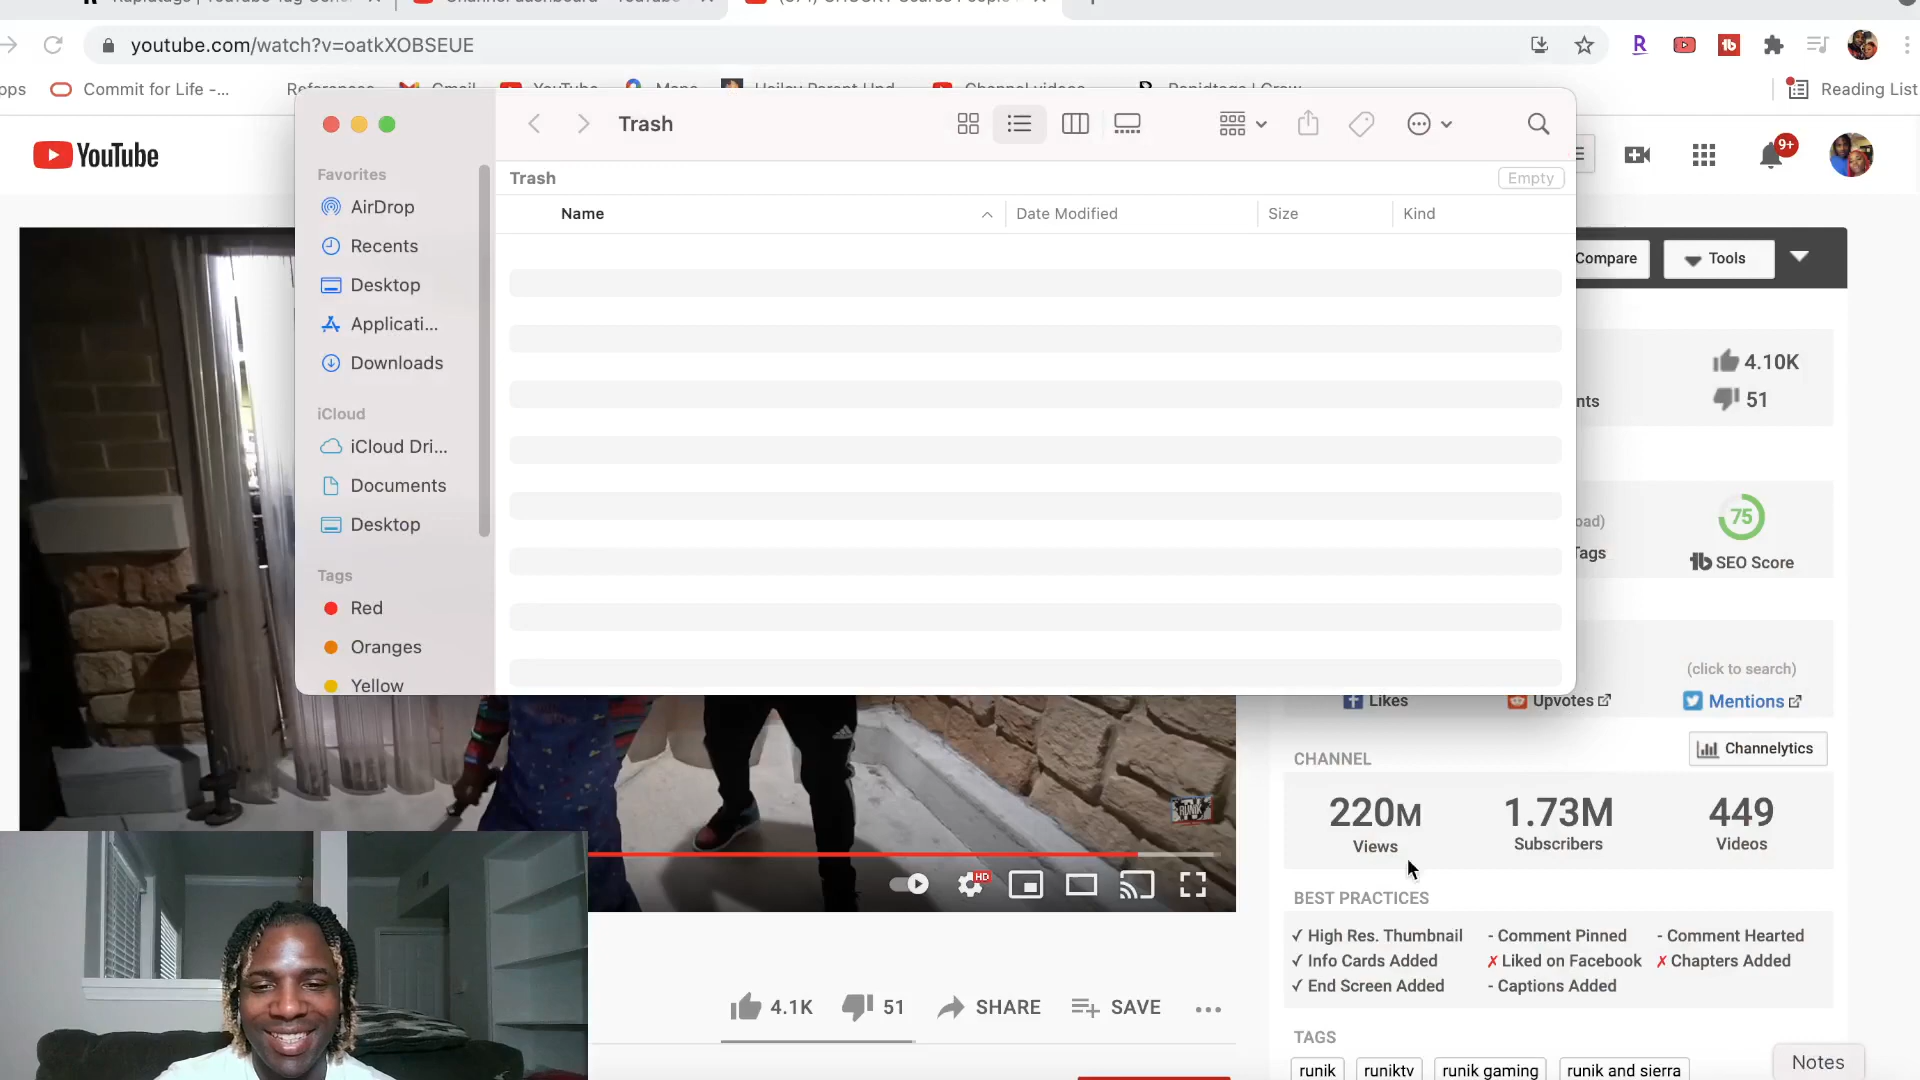 youtube.com/watch?v=oatkXOBSEUE
Commit for Life -...
Reading List
YouTube
9+
Trash
Trash
Empty
Name
Date Modified
Size
Kind
Favorites
AirDrop
Recents
Desktop
Applicati...
Downloads
iCloud
iCloud Dri...
Documents
Desktop
Tags
Red
Oranges
Yellow
Compare
Tools
4.10K
51
75
SEO Score
(click to search)
Likes
Upvotes
Mentions
Channelytics
CHANNEL
220M
1.73M
449
Views
Subscribers
Videos
BEST PRACTICES
✓ High Res. Thumbnail
- Comment Pinned
- Comment Hearted
✓ Info Cards Added
✗ Liked on Facebook
✗ Chapters Added
✓ End Screen Added
- Captions Added
TAGS
runik
runiktv
runik gaming
runik and sierra
Notes
HD
4.1K
51
SHARE
SAVE